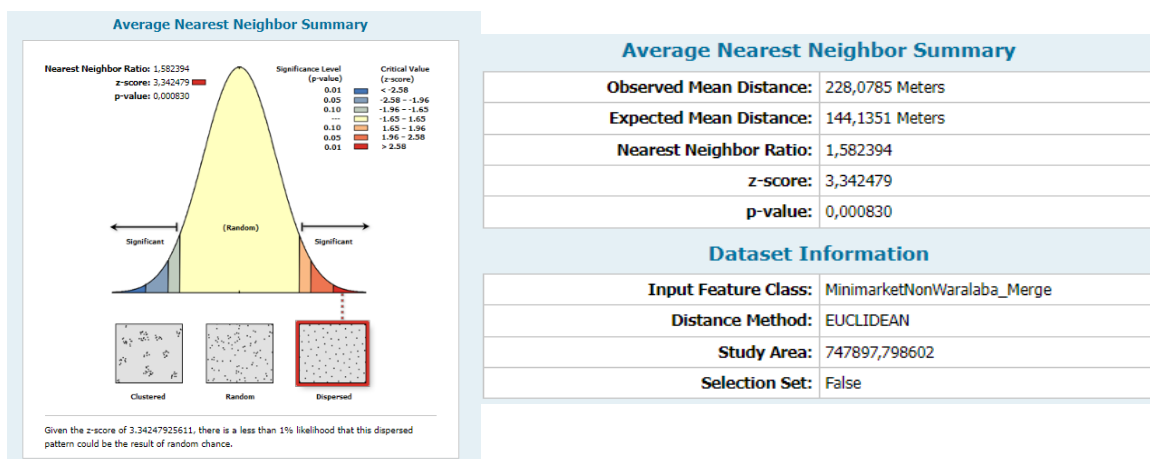 Average Nearest Neighbor Summary
Nearest Neighbor Ratio: 1,582394
z-score: 3,342479
p-value: 0,000830
Significance Level
(p-value)
Critical Value
(z-score)
0.01 < -2.58
0.05 -2.58 - -1.96
0.10 -1.96 - -1.65
--- -1.65 - 1.65
0.10 1.65 - 1.96
0.05 1.96 - 2.58
0.01 > 2.58
(Random)
Significant
Significant
Clustered
Random
Dispersed
Given the z-score of 3.34247925611, there is a less than 1% likelihood that this dispersed
pattern could be the result of random chance.
Average Nearest Neighbor Summary
Observed Mean Distance: 228,0785 Meters
Expected Mean Distance: 144,1351 Meters
Nearest Neighbor Ratio: 1,582394
z-score: 3,342479
p-value: 0,000830
Dataset Information
Input Feature Class: MinimarketNonWaralaba_Merge
Distance Method: EUCLIDEAN
Study Area: 747897,798602
Selection Set: False